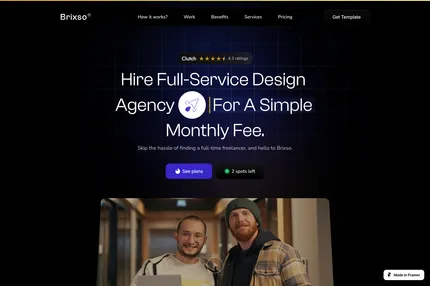 Brixso®
How it works?
Work
Benefits
Services
Pricing
Get Template
Clutch 4.3 ratings
Hire Full-Service Design
Agency For A Simple
Monthly Fee.
Skip the hassle of finding a full-time freelancer, and hello to Brixso.
See plans
2 spots left
Made in Framer